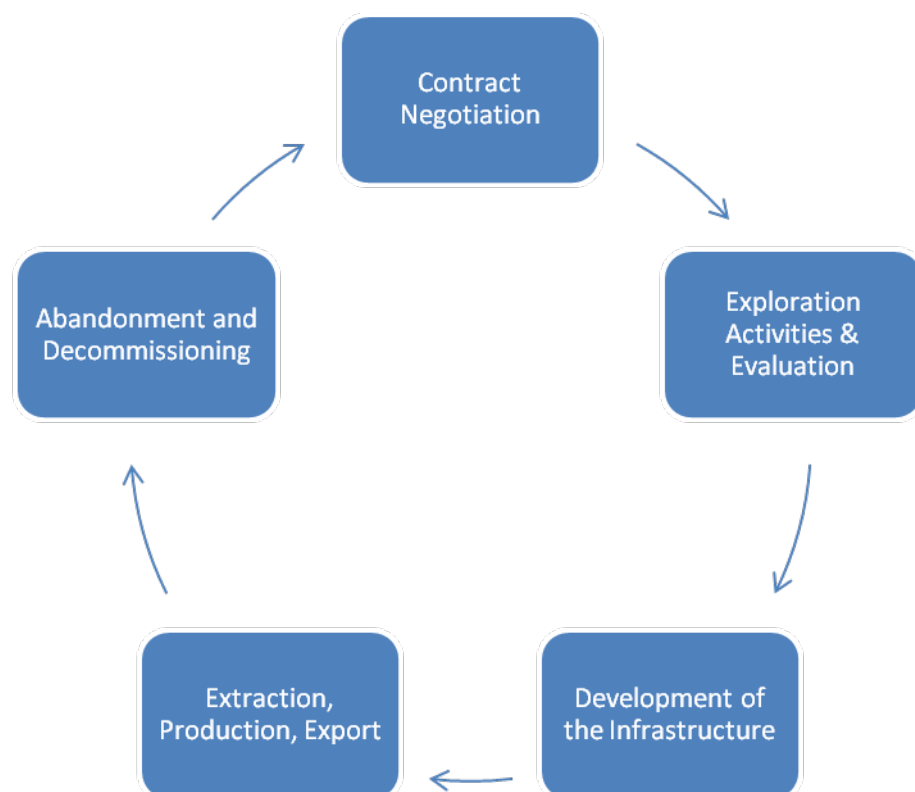 Contract
Negotiation
Exploration
Activities &
Evaluation
Development of
the Infrastructure
Extraction,
Production, Export
Abandonment and
Decommissioning